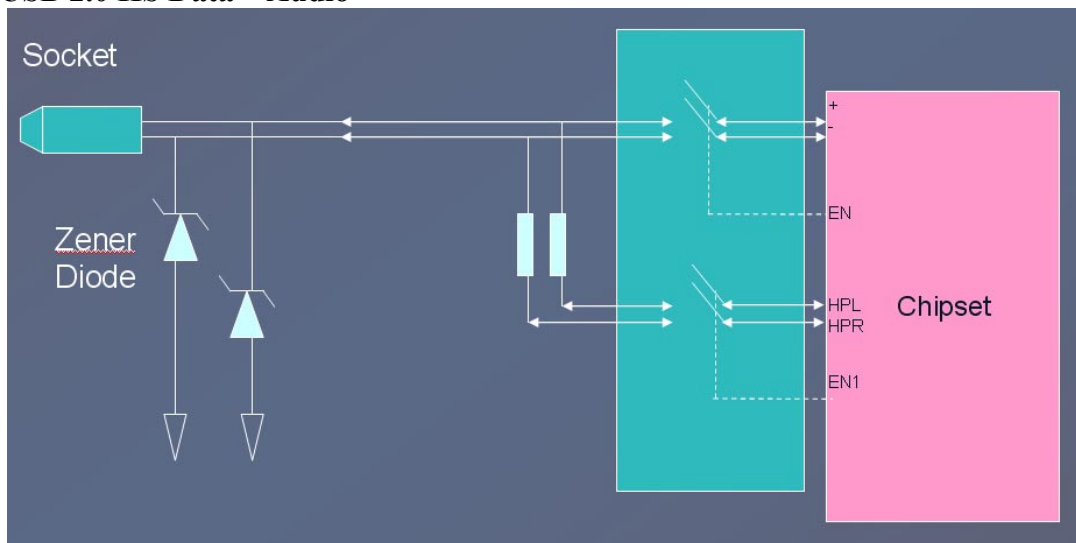 Socket
+
-
EN
Zener
Diode
HPL
HPR
Chipset
EN1